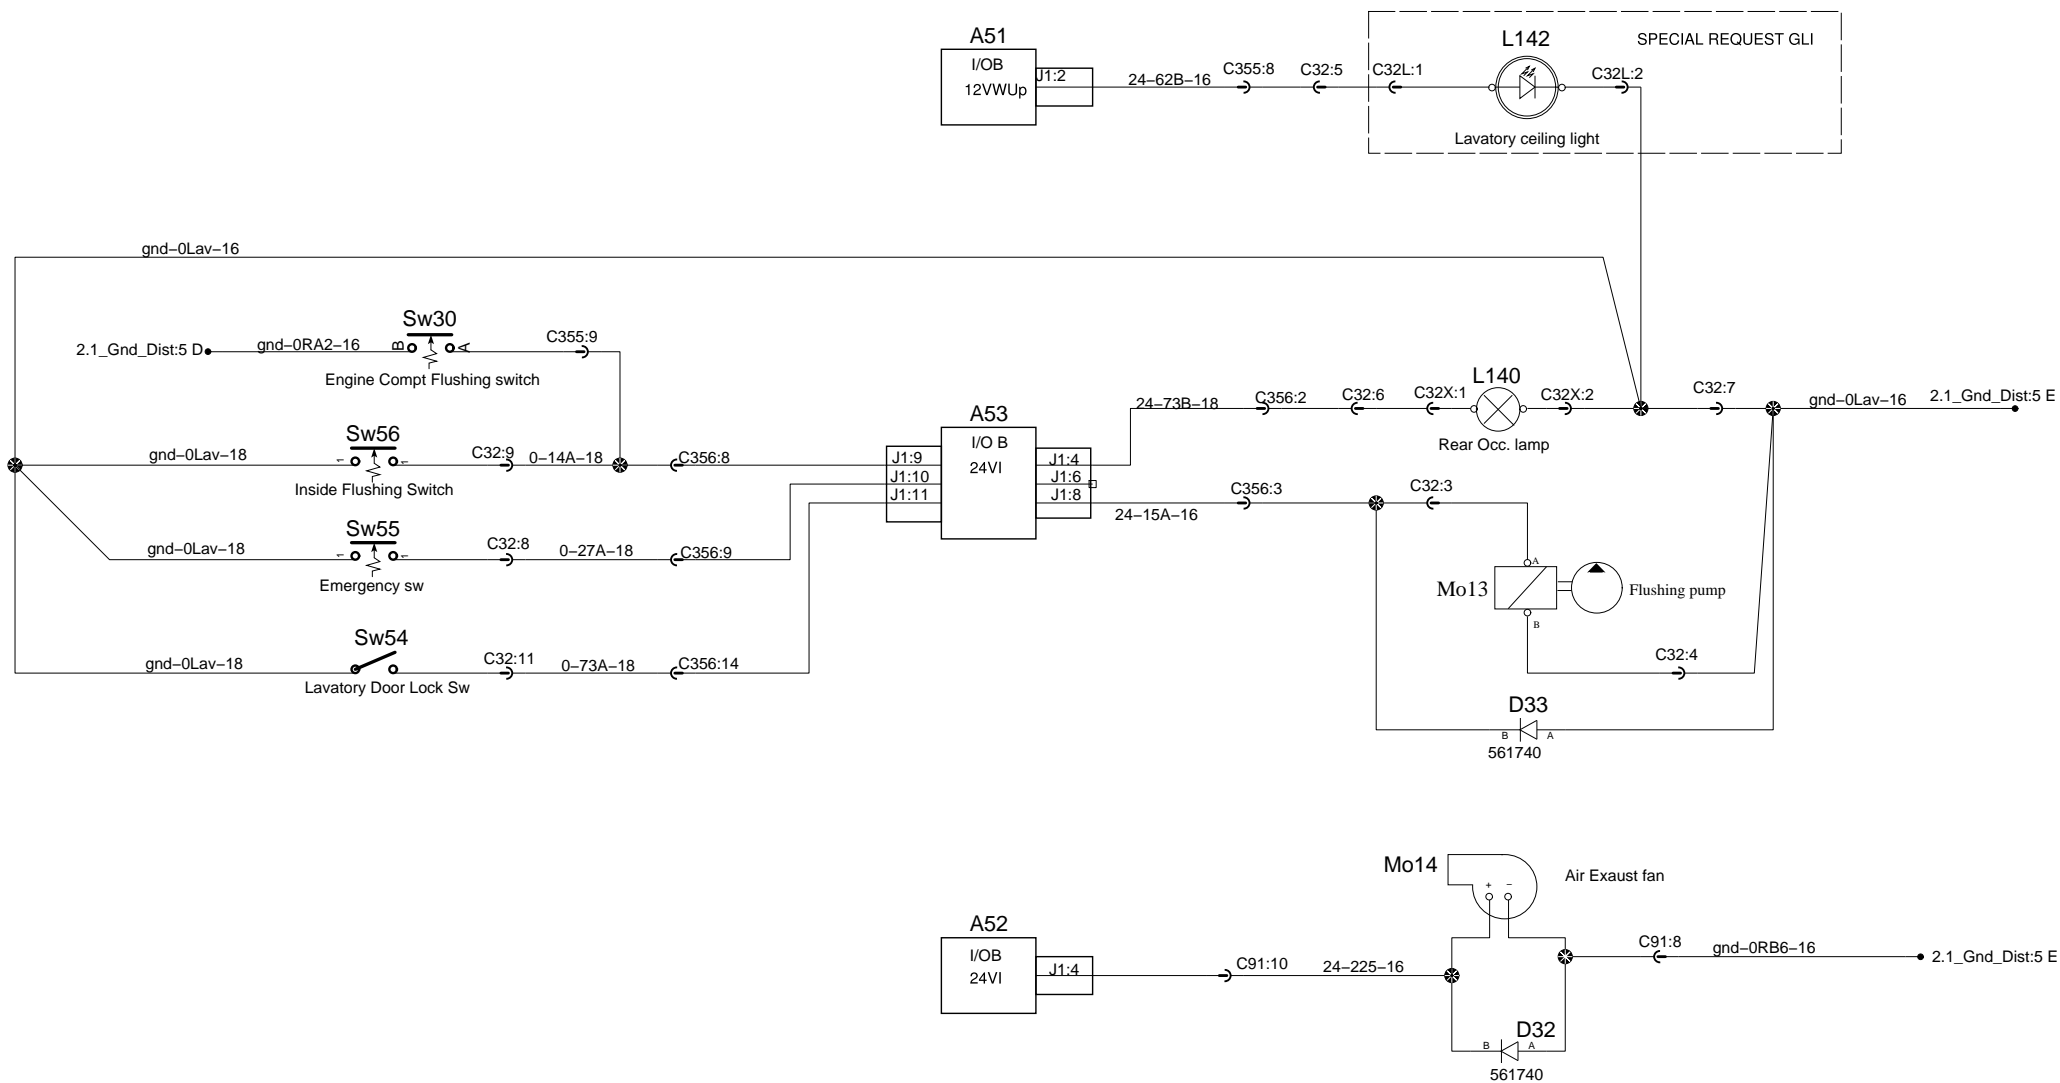 A51
I/OB
12VWUp
J1:2
24-62B-16
C355:8
C32:5
C32L:1
L142
C32L:2
SPECIAL REQUEST GLI
Lavatory ceiling light
gnd-0Lav-16
2.1_Gnd_Dist:5 D
gnd-0RA2-16
Sw30
B
A
C355:9
Engine Compt Flushing switch
gnd-0Lav-18
Sw56
1
1
C32:9
0-14A-18
C356:8
Inside Flushing Switch
gnd-0Lav-18
Sw55
1
1
C32:8
0-27A-18
C356:9
Emergency sw
gnd-0Lav-18
Sw54
C32:11
0-73A-18
C356:14
Lavatory Door Lock Sw
A53
I/O B
24VI
J1:9
J1:10
J1:11
J1:4
J1:6
J1:8
24-73B-18
C356:2
C32:6
C32X:1
L140
C32X:2
Rear Occ. lamp
C32:7
gnd-0Lav-16
2.1_Gnd_Dist:5 E
24-15A-16
C356:3
C32:3
A
Mo13
Flushing pump
B
C32:4
D33
B
A
561740
Mo14
+
-
Air Exaust fan
A52
I/OB
24VI
J1:4
C91:10
24-225-16
C91:8
gnd-0RB6-16
2.1_Gnd_Dist:5 E
D32
B
A
561740